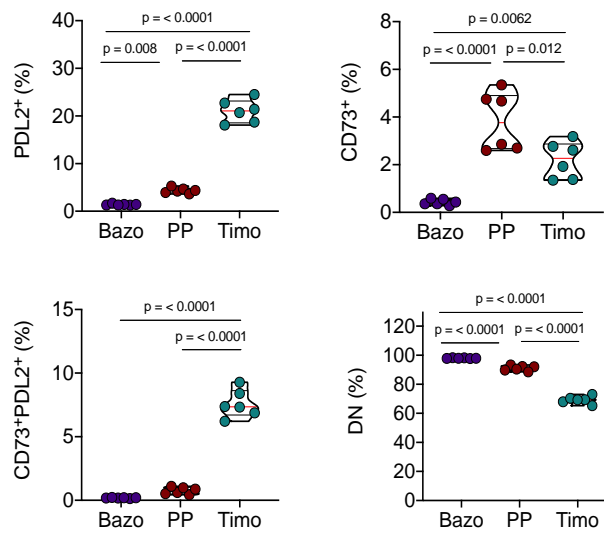 p = < 0.0001
p = 0.008
p = < 0.0001
PDL2⁺ (%)
40
30
20
10
0
Bazo
PP
Timo
p = 0.0062
p = < 0.0001
p = 0.012
CD73⁺ (%)
8
6
4
2
0
Bazo
PP
Timo
p = < 0.0001
p = < 0.0001
CD73⁺PDL2⁺ (%)
15
10
5
0
Bazo
PP
Timo
p = < 0.0001
p = < 0.0001
p = < 0.0001
DN (%)
120
100
80
60
40
20
0
Bazo
PP
Timo